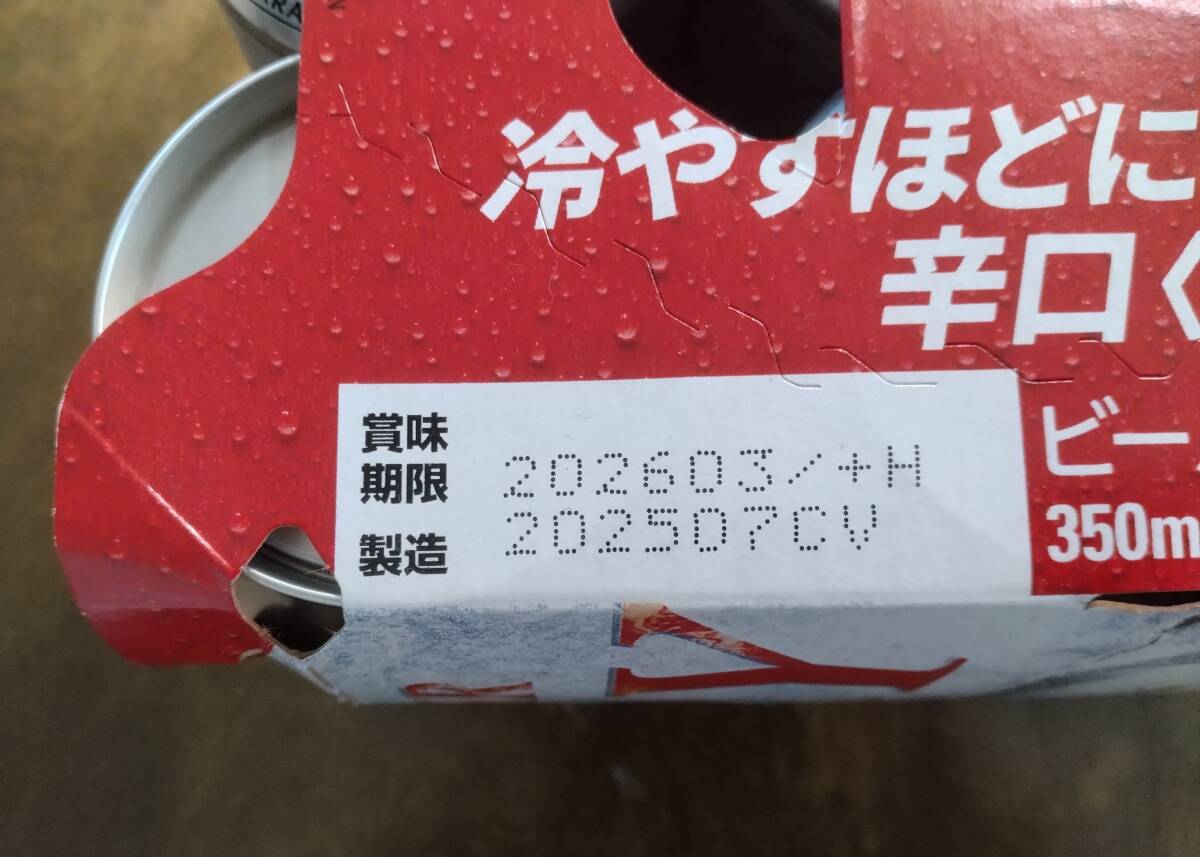 冷やすほどに
辛口く
賞味
期限
202603/+H
製造
202507CV
ビー
350m
Y